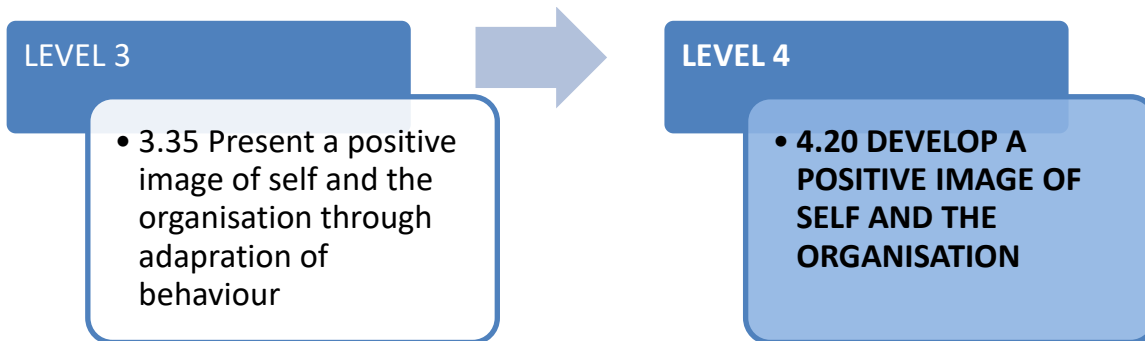 LEVEL 3
• 3.35 Present a positive
image of self and the
organisation through
adapration of
behaviour
LEVEL 4
• 4.20 DEVELOP A
POSITIVE IMAGE OF
SELF AND THE
ORGANISATION